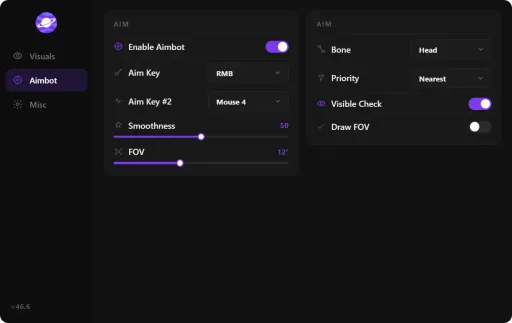 Visuals
Aimbot
Misc
v46.6
AIM
Enable Aimbot
Aim Key RMB
Aim Key #2 Mouse 4
Smoothness 50
FOV 12°
AIM
Bone Head
Priority Nearest
Visible Check
Draw FOV